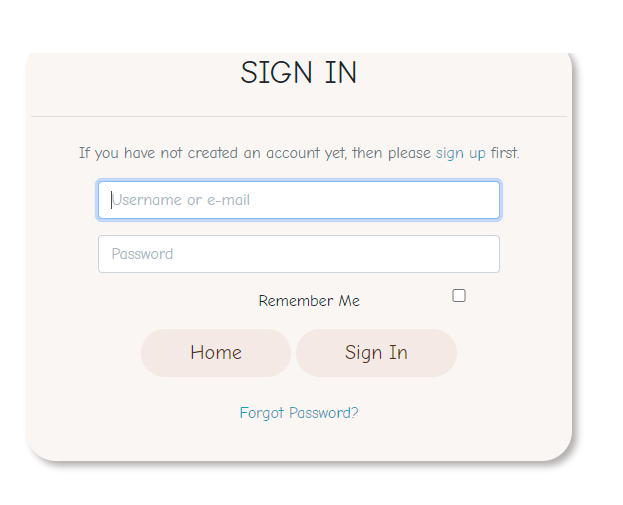 SIGN IN
If you have not created an account yet, then please sign up first.
Username or e-mail
Password
Remember Me
Home Sign In
Forgot Password?